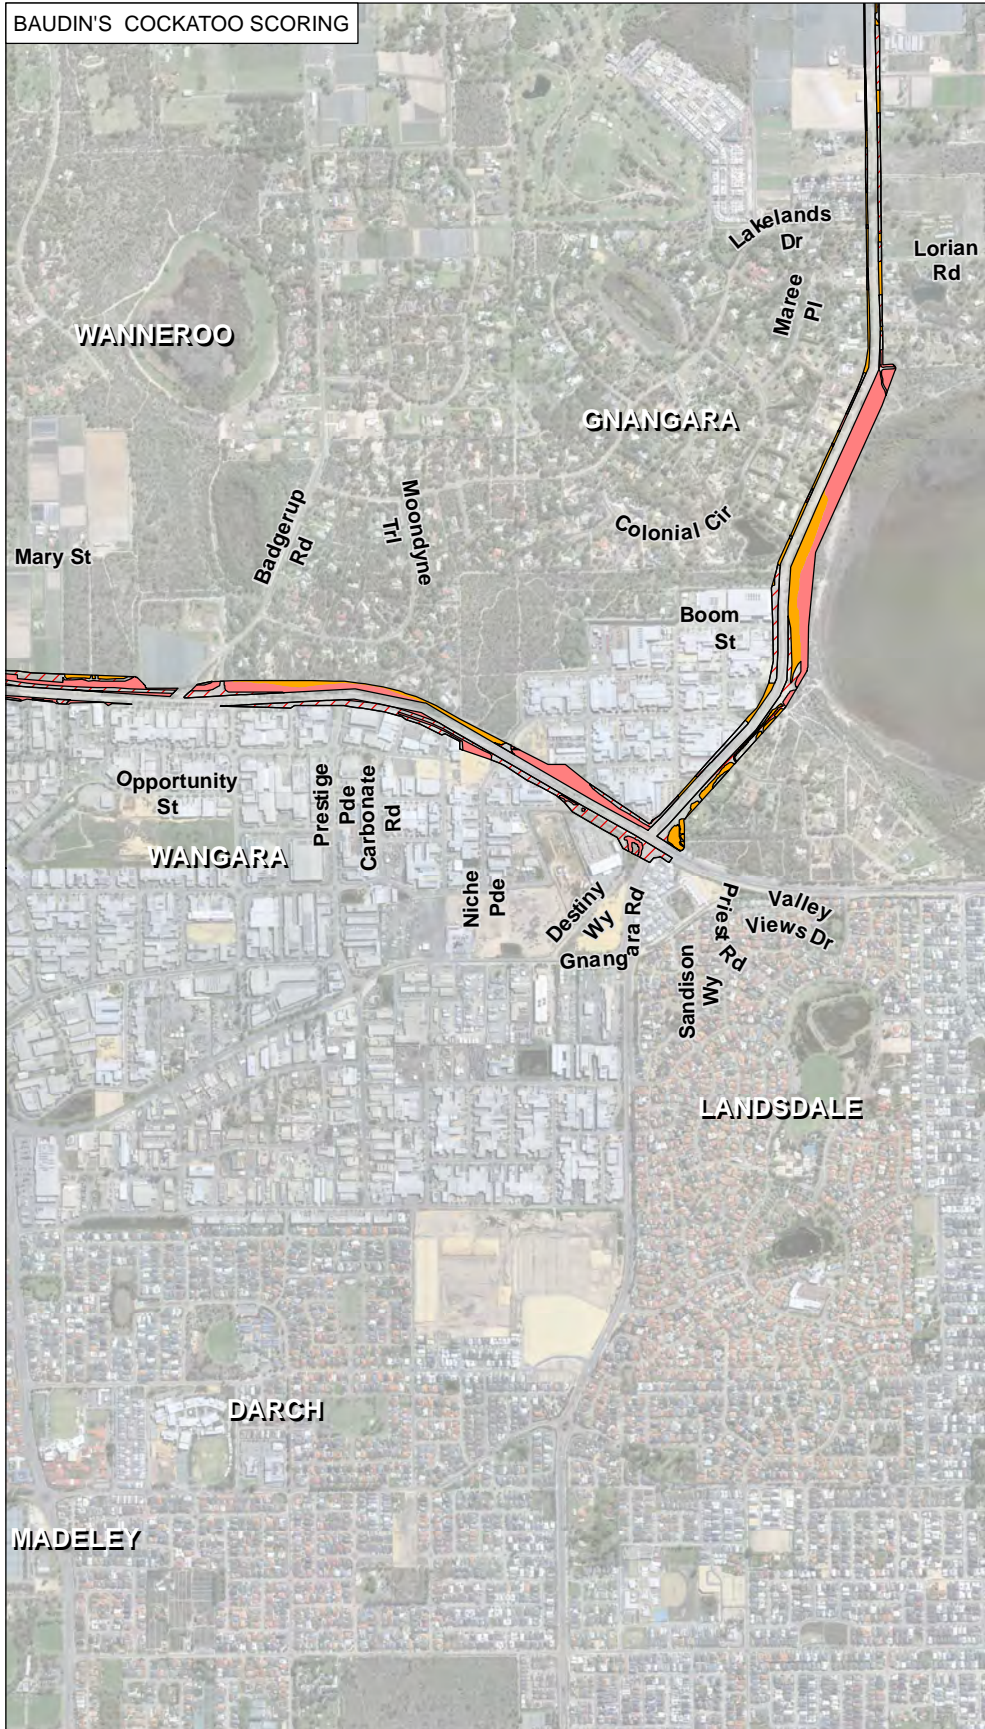 BAUDIN'S COCKATOO SCORING
Lakelands
Dr
Lorian
Rd
Maree
Pl
WANNEROO
GNANGARA
Badgerup
Rd
Moondyne
Trl
Colonial Cir
Mary St
Boom
St
Opportunity
St
Prestige
Pde
Carbonate
Rd
WANGARA
Niche
Pde
Destiny
Wy
Gnangara Rd
Priest Rd
Valley
Views Dr
Sandison
Wy
LANDSDALE
DARCH
MADELEY